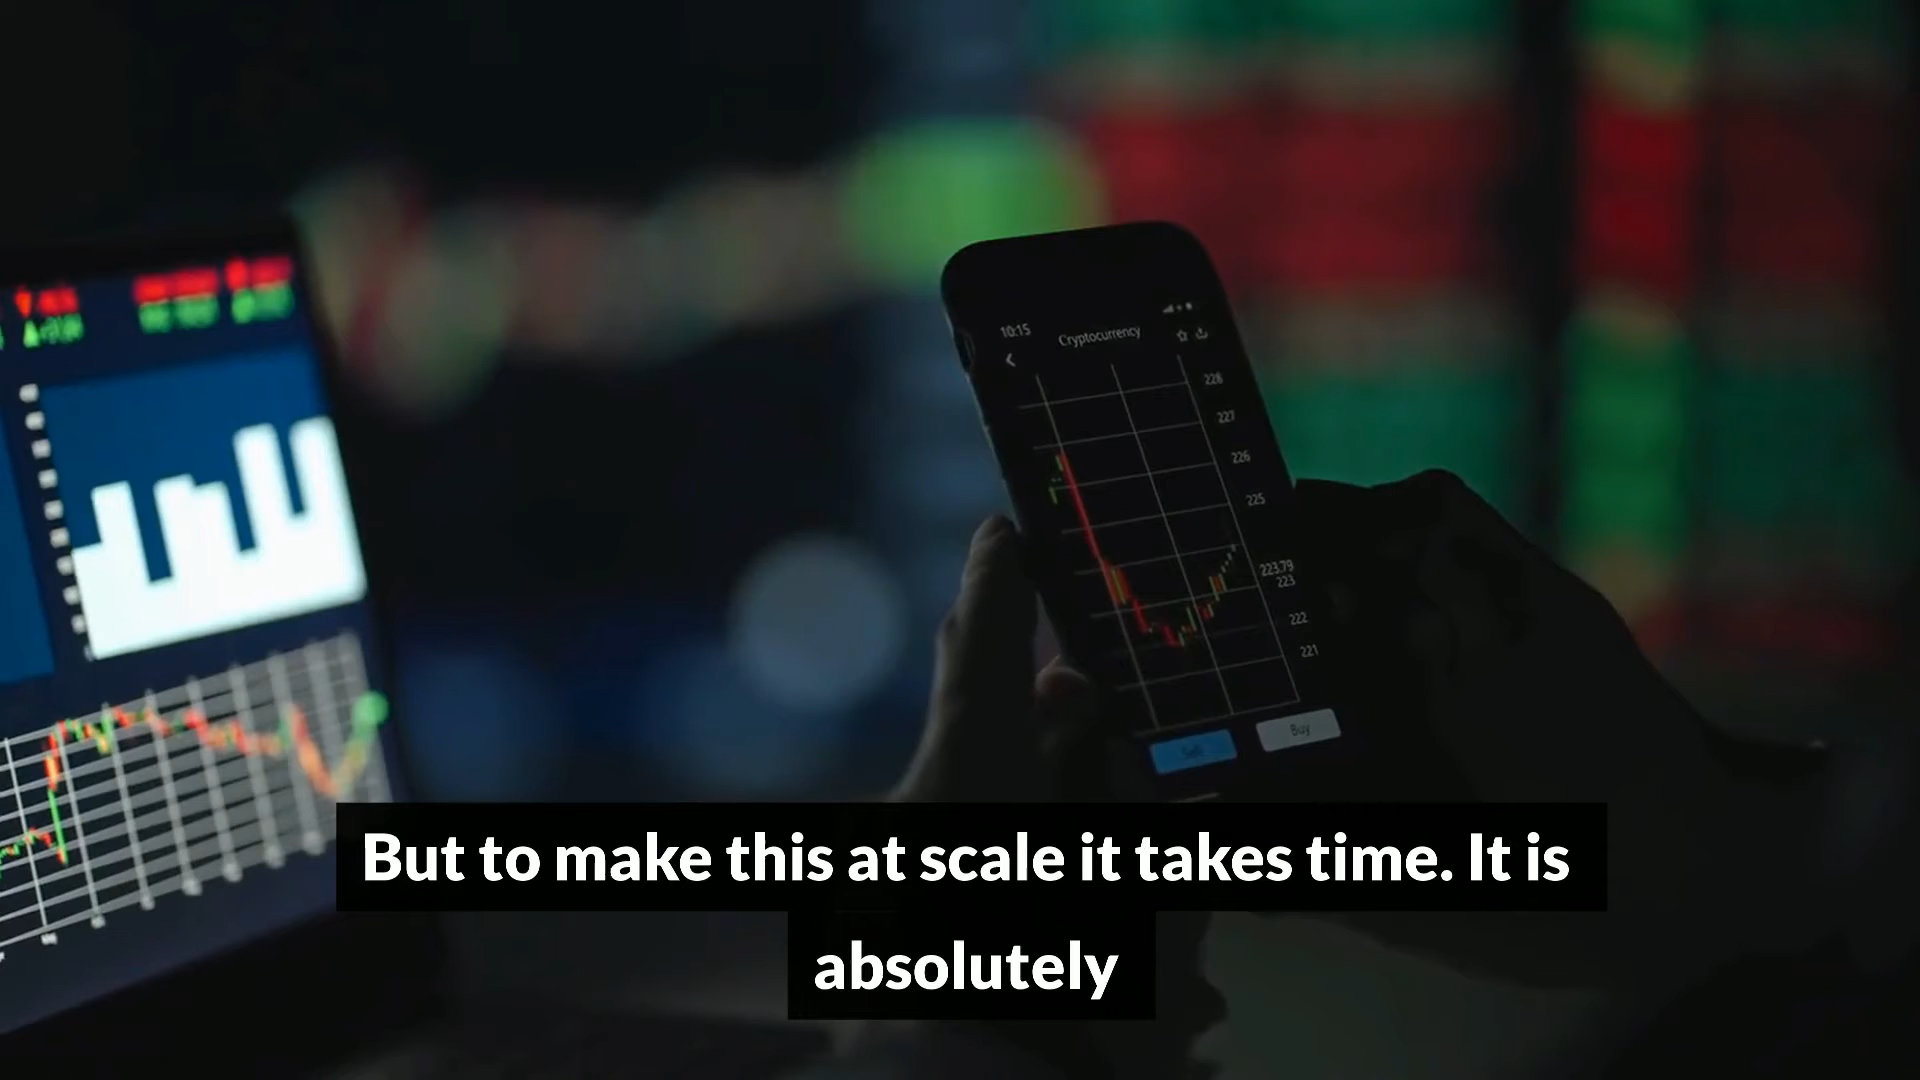 10:15
Cryptocurrency
228
227
226
225
223.79
223
222
221
Sell
Buy
But to make this at scale it takes time. It is
absolutely